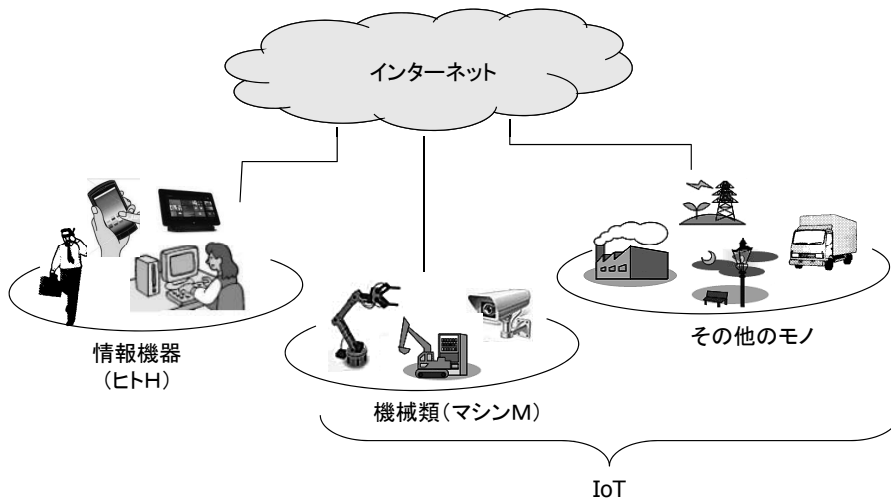 インターネット
情報機器
（ヒトH）
機械類（マシンM）
その他のモノ
IoT